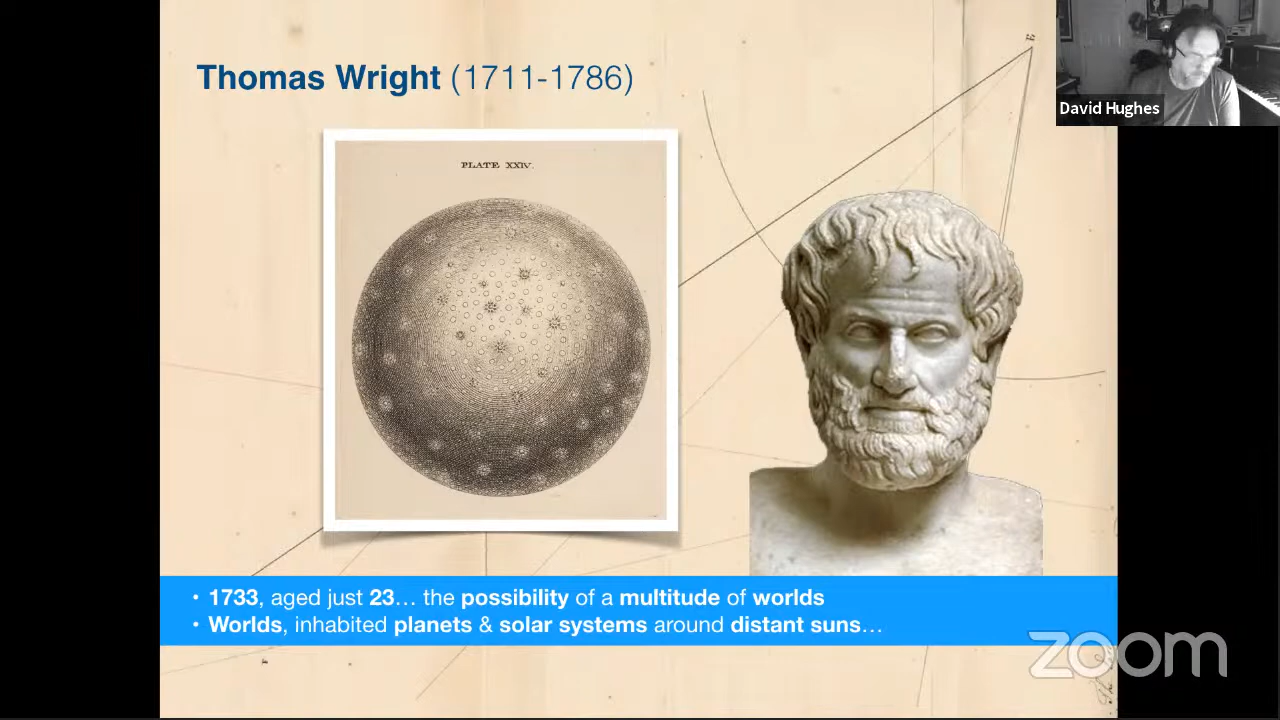 Thomas Wright (1711-1786)
David Hughes
PLATE XXIV.
• 1733, aged just 23… the possibility of a multitude of worlds
• Worlds, inhabited planets & solar systems around distant suns…
zoom